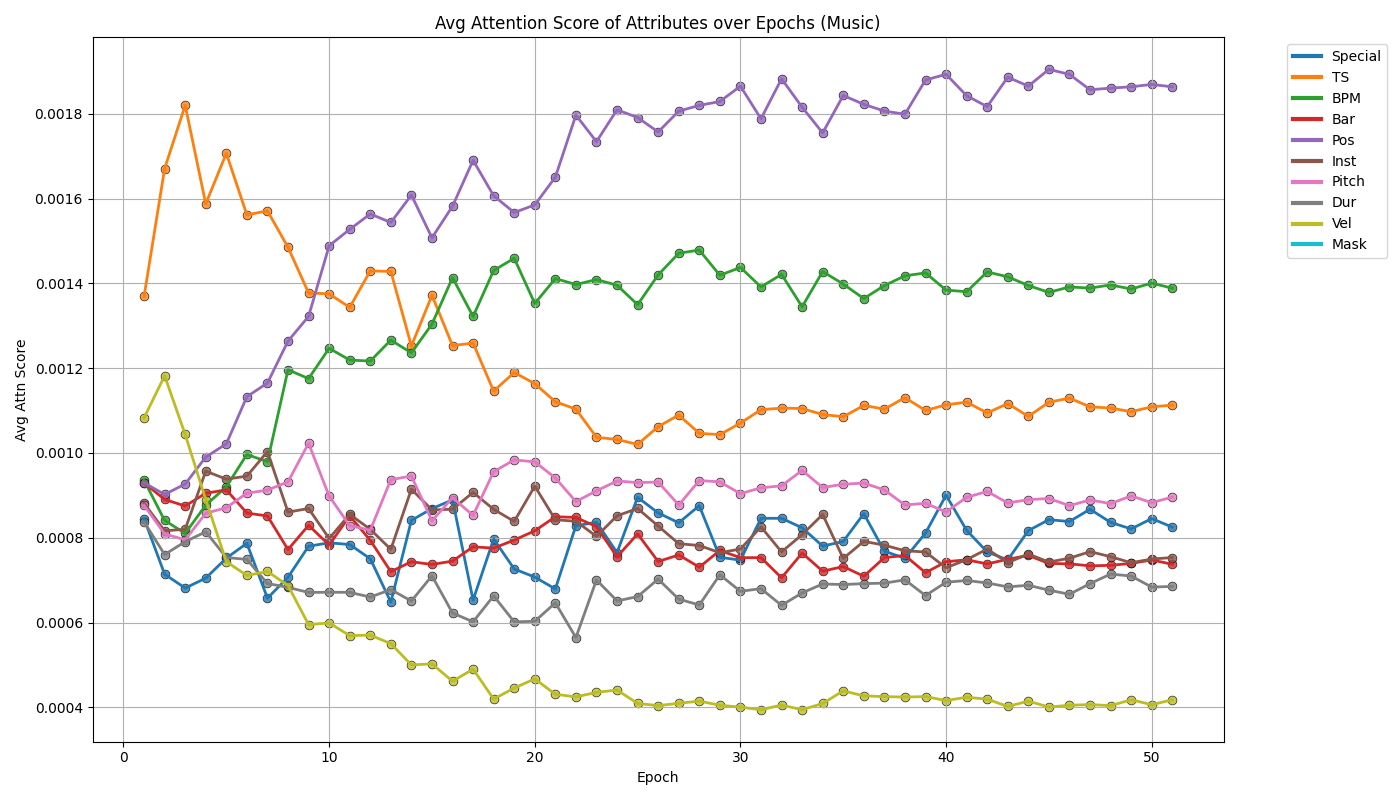 Avg Attention Score of Attributes over Epochs (Music)
Avg Attn Score
0.0018
0.0016
0.0014
0.0012
0.0010
0.0008
0.0006
0.0004
0
10
20
30
40
50
Epoch
Special
TS
BPM
Bar
Pos
Inst
Pitch
Dur
Vel
Mask